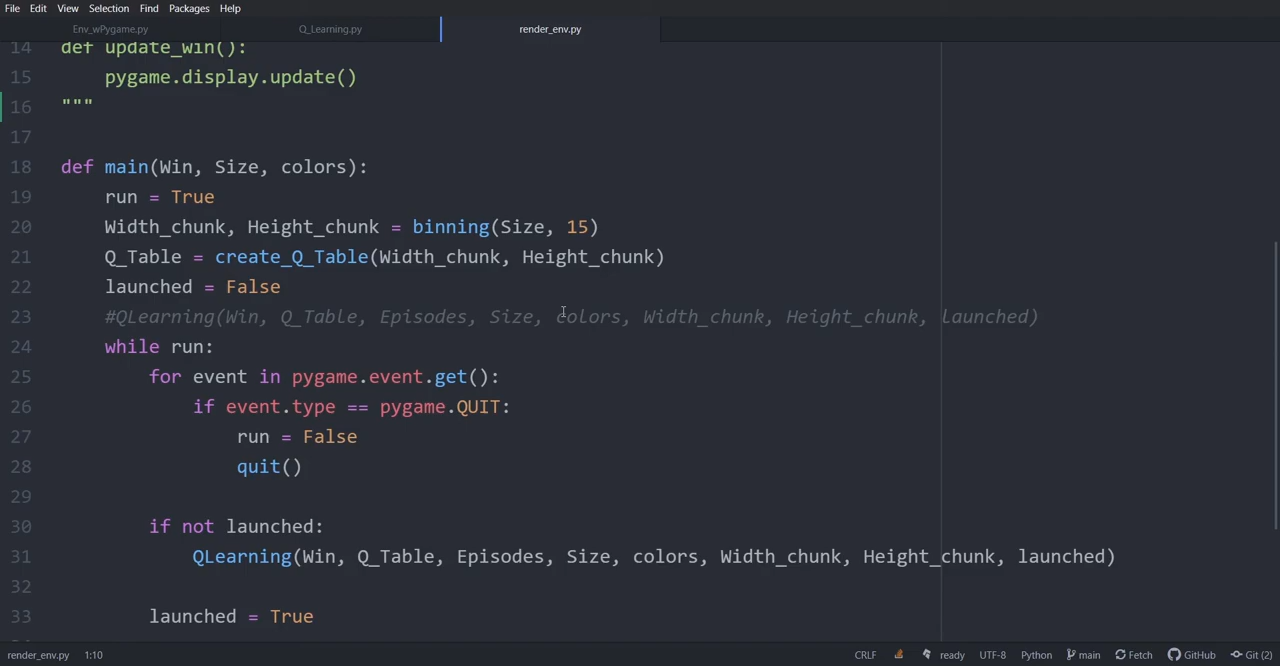 File Edit View Selection Find Packages Help
Env_wPygame.py Q_Learning.py render_env.py
14 def update_win():
15 pygame.display.update()
16 """
17
18 def main(Win, Size, colors):
19 run = True
20 Width_chunk, Height_chunk = binning(Size, 15)
21 Q_Table = create_Q_Table(Width_chunk, Height_chunk)
22 launched = False
23 #QLearning(Win, Q_Table, Episodes, Size, colors, Width_chunk, Height_chunk, launched)
24 while run:
25 for event in pygame.event.get():
26 if event.type == pygame.QUIT:
27 run = False
28 quit()
29
30 if not launched:
31 QLearning(Win, Q_Table, Episodes, Size, colors, Width_chunk, Height_chunk, launched)
32
33 launched = True
render_env.py 1:10 CRLF ready UTF-8 Python main Fetch GitHub Git (2)